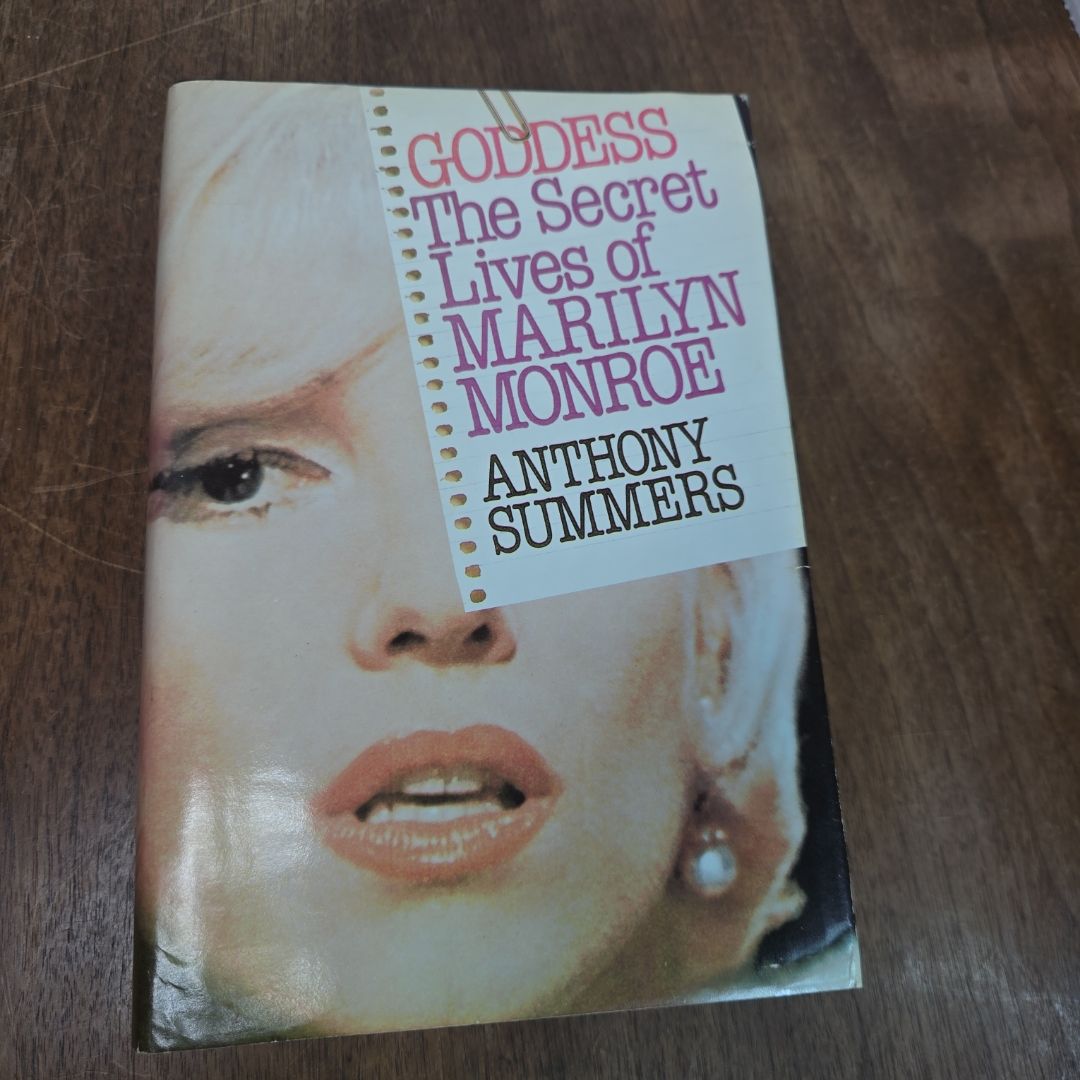 GODDESS
The Secret
Lives of
MARILYN
MONROE
ANTHONY
SUMMERS